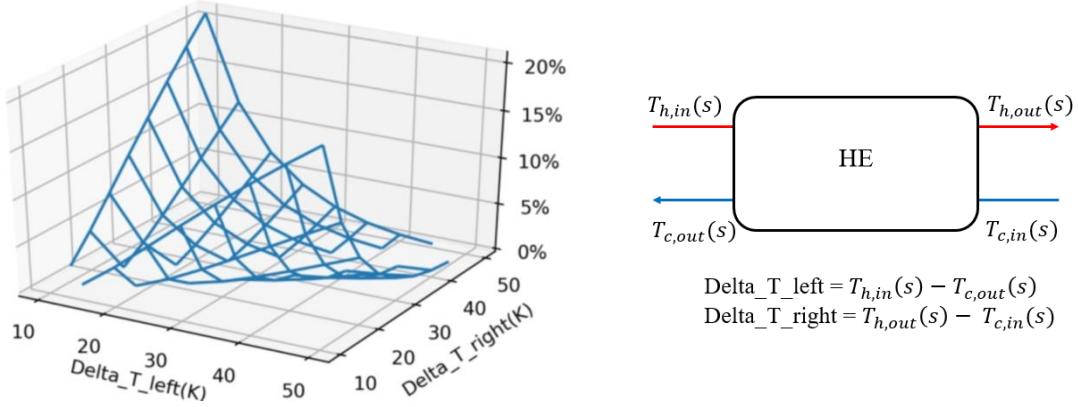 20%
15%
10%
5%
0%
10
20
30
40
50
Delta_T_left(K)
10
20
30
40
50
Delta_T_right(K)
T_{h,in}(s)
T_{h,out}(s)
HE
T_{c,out}(s)
T_{c,in}(s)
Delta_T_left = T_{h,in}(s) − T_{c,out}(s)
Delta_T_right = T_{h,out}(s) − T_{c,in}(s)